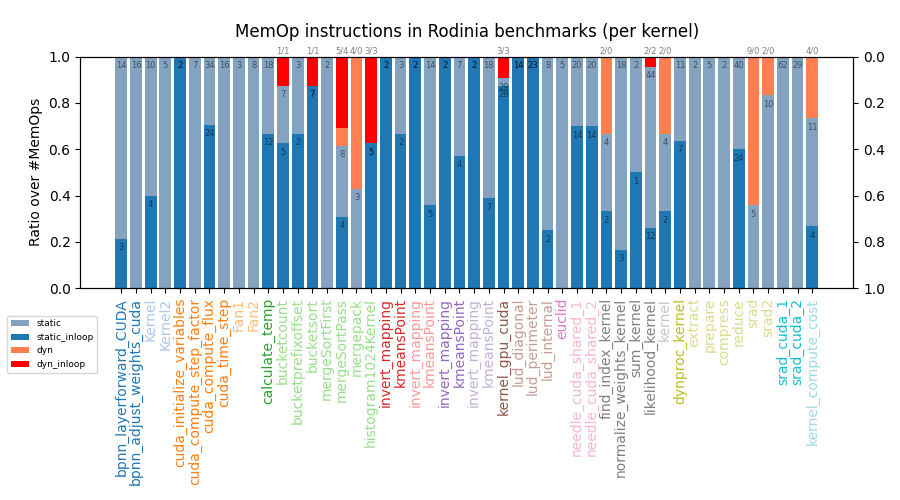 MemOp instructions in Rodinia benchmarks (per kernel)
1/1 1/1 5/4 4/0 3/3 3/3 2/0 2/2 2/0 9/0 2/0 4/0
1.0 0.0
14 16 10 5 2 7 34 16 3 8 18 3 2 2 3 2 14 2 7 2 18 14 23 8 5 20 20 18 2 11 2 5 2 40 62 29
0.8 0.2
0.6 0.4
0.4 0.6
0.2 0.8
0.0 1.0
3 4 24 12 7 5 2 7 8 4 3 5 2 5 4 7 28 2 14 14 4 2 3 1 44 12 4 2 7 24 5 10 11 4
Ratio over #MemOps
static
static_inloop
dyn
dyn_inloop
bpnn_layerforward_CUDA
bpnn_adjust_weights_cuda
kernel
Kernel2
cuda_initialize_variables
cuda_compute_step_factor
cuda_compute_flux
cuda_time_step
Fan1
Fan2
calculate_temp
bucketcount
bucketprefixoffset
bucketsort
mergeSortFirst
mergeSortPass
mergepack
histogram1024Kernel
invert_mapping
kmeansPoint
invert_mapping
kmeansPoint
invert_mapping
kmeansPoint
invert_mapping
kmeansPoint
kernel_gpu_cuda
lud_diagonal
lud_perimeter
lud_internal
euclid
needle_cuda_shared_1
needle_cuda_shared_2
find_index_kernel
normalize_weights_kernel
sum_kernel
likelihood_kernel
kernel
dynproc_kernel
extract
prepare
compress
reduce
srad
srad2
srad_cuda_1
srad_cuda_2
kernel_compute_cost